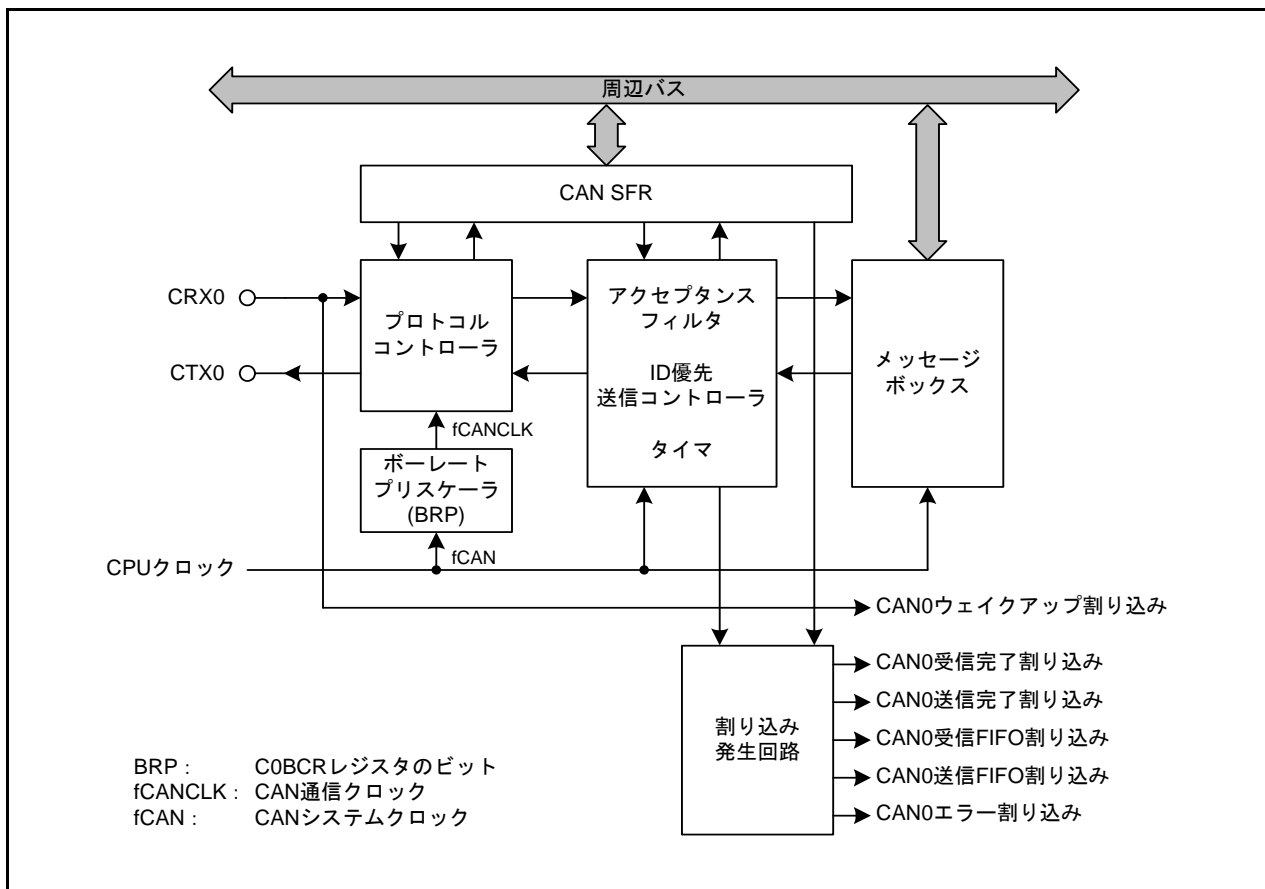 周辺バス
CAN SFR
CRX0
CTX0
プロトコル
コントローラ
アクセプタンス
フィルタ
ID優先
送信コントローラ
タイマ
メッセージ
ボックス
fCANCLK
ボーレート
プリスケーラ
(BRP)
fCAN
CPUクロック
CAN0ウェイクアップ割り込み
割り込み
発生回路
CAN0受信完了割り込み
CAN0送信完了割り込み
CAN0受信FIFO割り込み
CAN0送信FIFO割り込み
CAN0エラー割り込み
BRP : C0BCRレジスタのビット
fCANCLK : CAN通信クロック
fCAN : CANシステムクロック